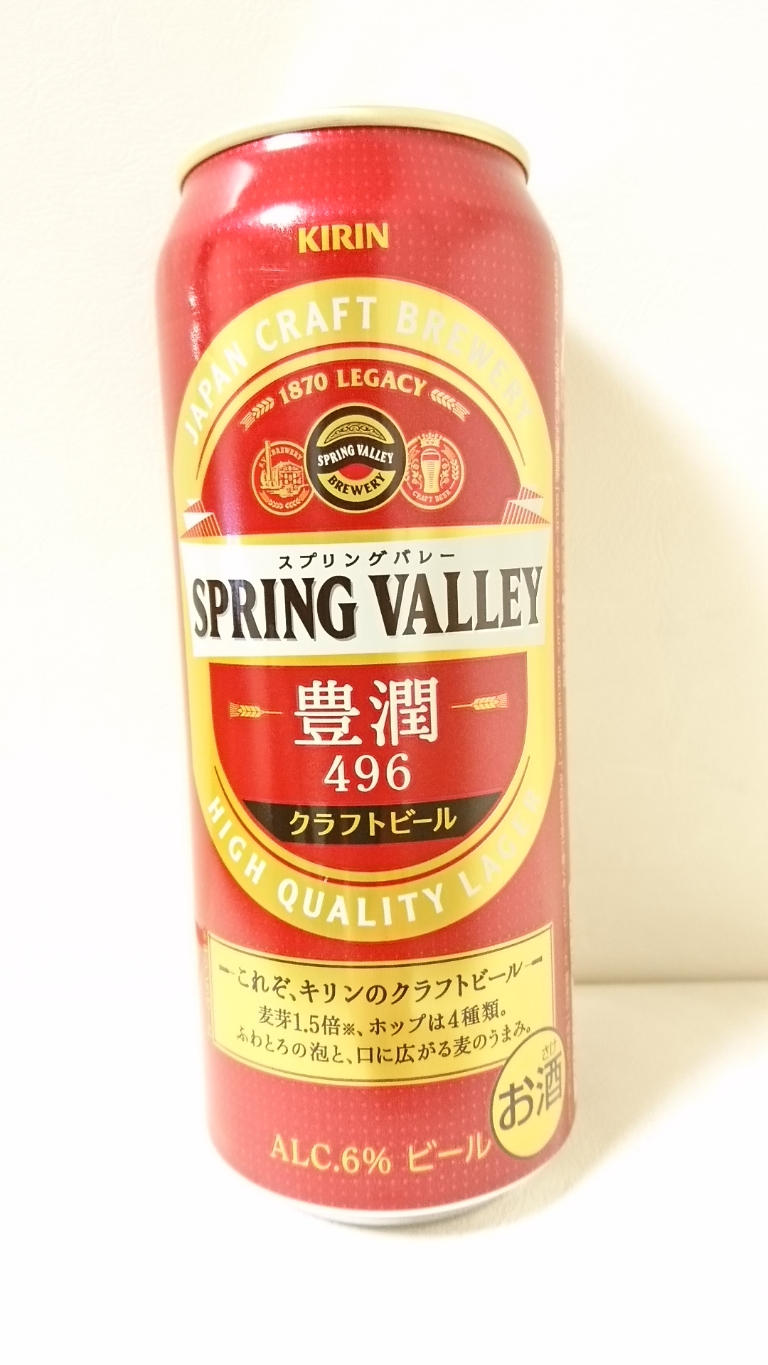 KIRIN
JAPAN CRAFT BREWERY
1870 LEGACY
SPRING VALLEY
BREWERY
CRAFT BEER
スプリングバレー
SPRING VALLEY
豊潤
496
クラフトビール
HIGH QUALITY LAGER
これぞ、キリンのクラフトビール
麦芽1.5倍※、ホップは4種類。
ふわとろの泡と、口に広がる麦のうまみ。
さけ
お酒
ALC.6% ビール